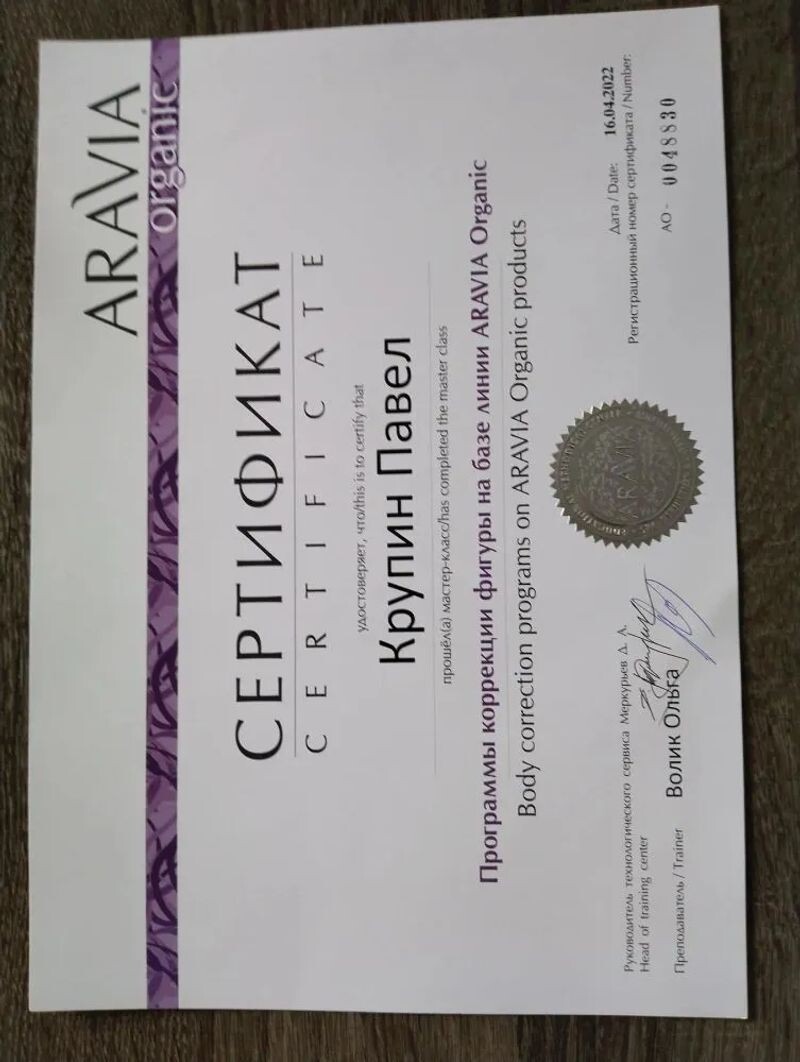 ARAVIA
organic
СЕРТИФИКАТ
CERTIFICATE
удостоверяет, что/this is to certify that
Крупин Павел
прошёл(а) мастер-класс/has completed the master class
Программы коррекции фигуры на базе линии ARAVIA Organic
Body correction programs on ARAVIA Organic products
Руководитель технологического сервиса Меркурьев Д. А.
Head of training center
Преподаватель / Trainer Волик Ольга
ARAVIA
Дата / Date: 16.04.2022
Регистрационный номер сертификата / Number:
АО - 0048830